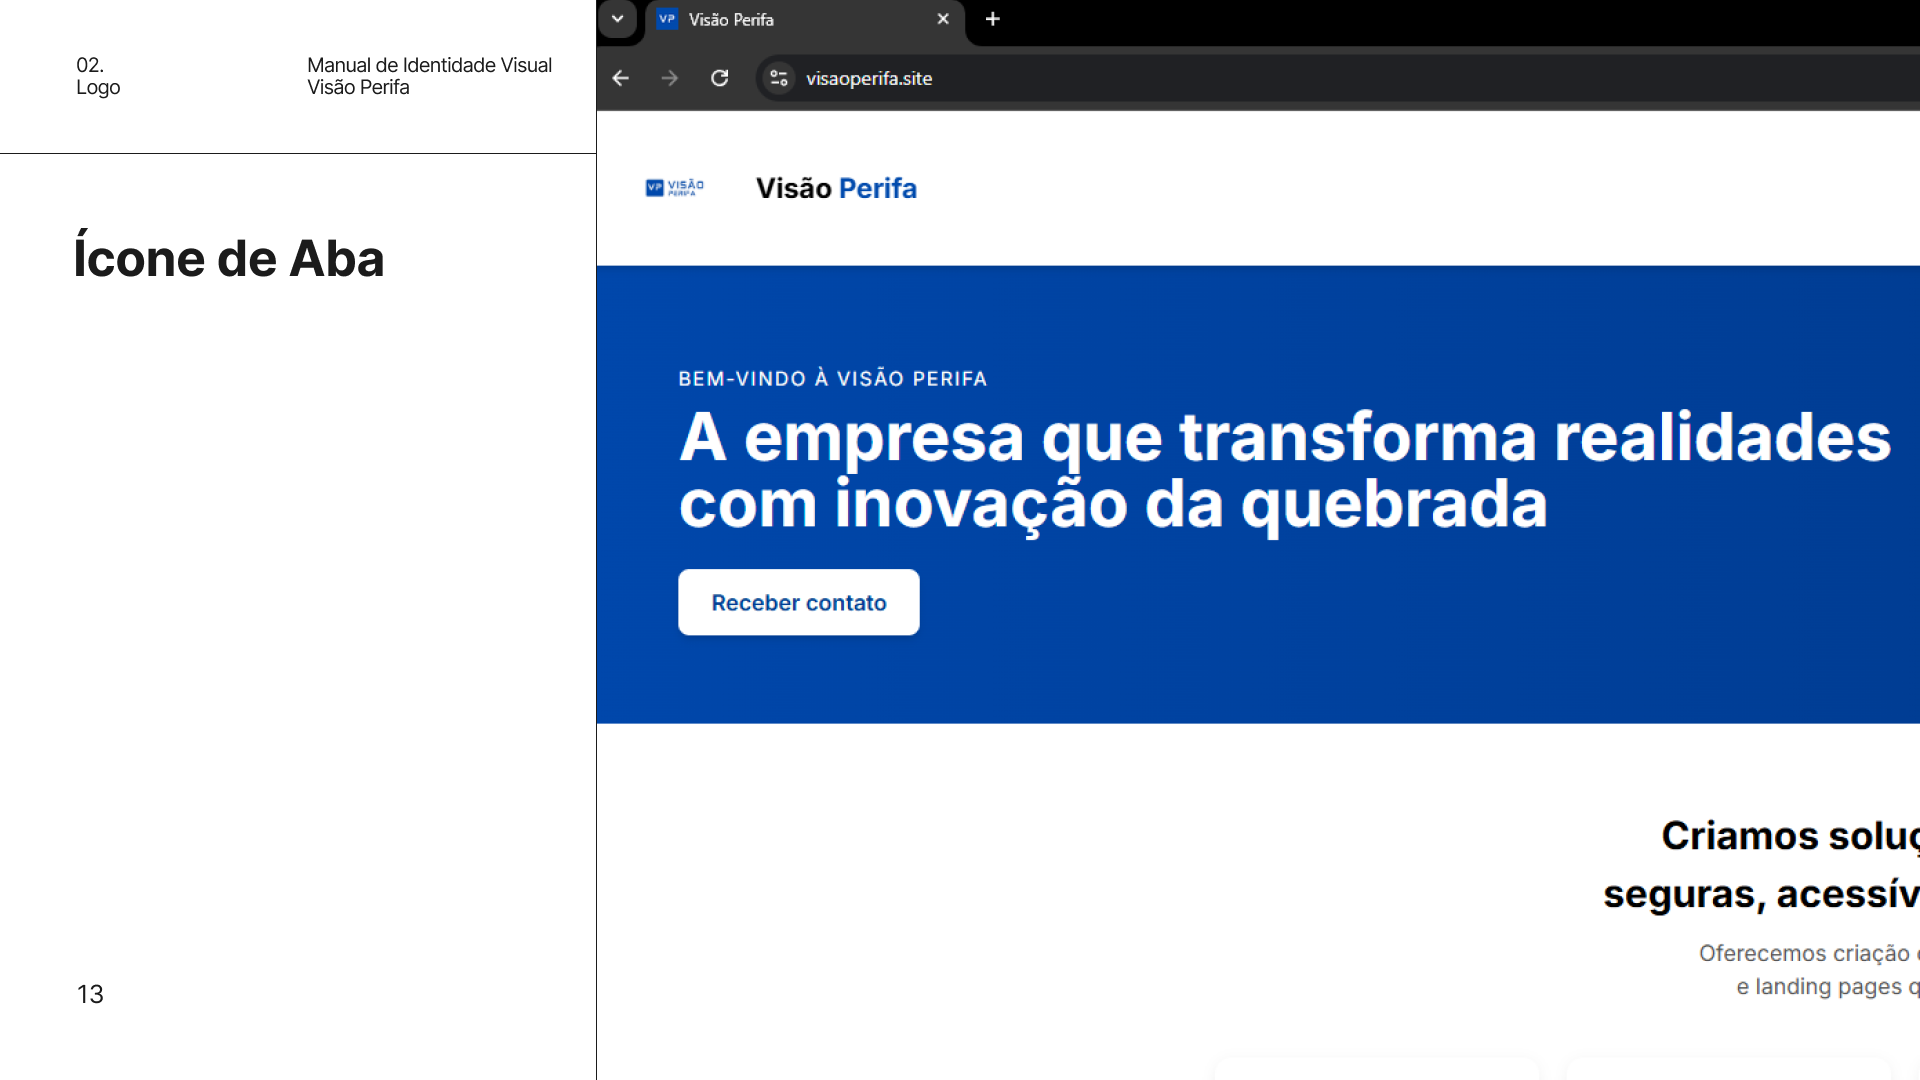 02.
Logo
Manual de Identidade Visual
Visão Perifa
Ícone de Aba
13
VP Visão Perifa
visaoperifa.site
VP VISÃO
PERIFA
Visão Perifa
BEM-VINDO À VISÃO PERIFA
A empresa que transforma realidades
com inovação da quebrada
Receber contato
Criamos soluç
seguras, acessív
Oferecemos criação
e landing pages q